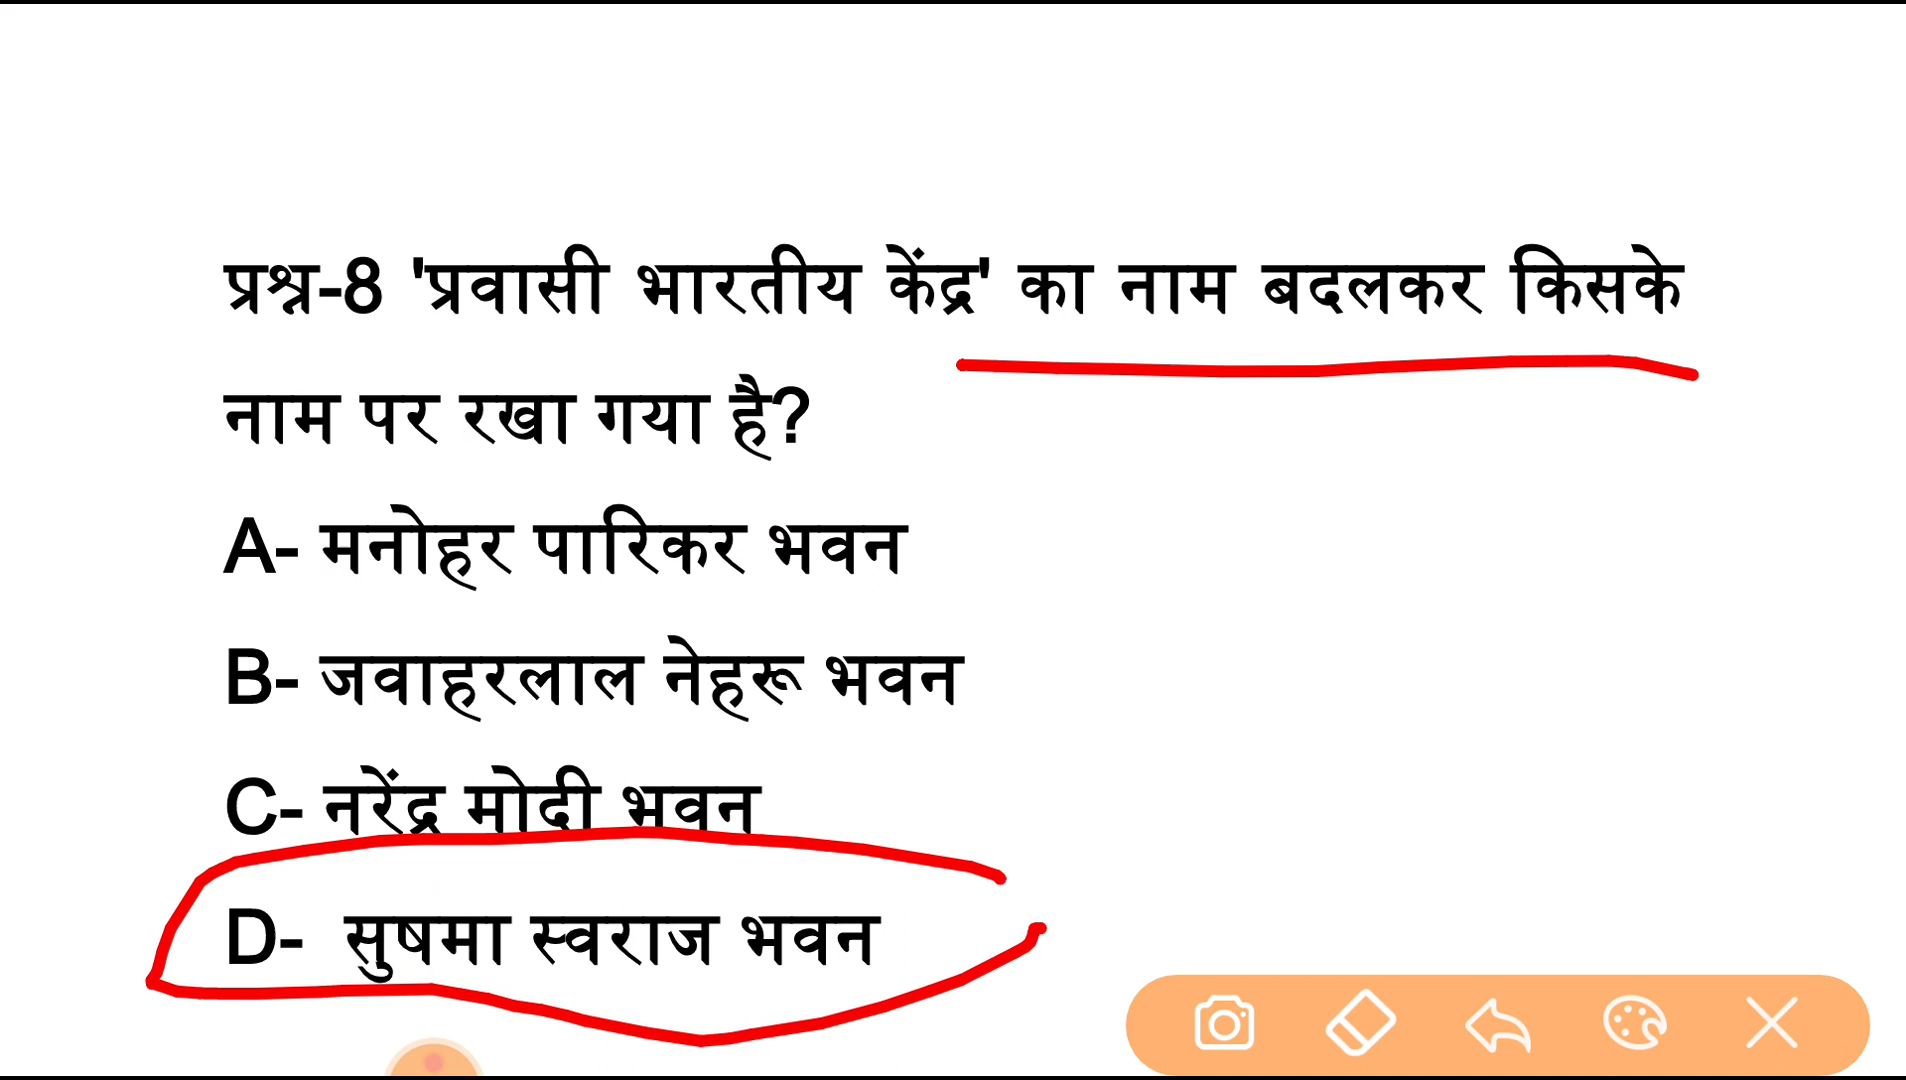 प्रश्न-8 'प्रवासी भारतीय केंद्र' का नाम बदलकर किसके
नाम पर रखा गया है?
A- मनोहर पारिकर भवन
B- जवाहरलाल नेहरू भवन
C- नरेंद्र मोदी भवन
D- सुषमा स्वराज भवन